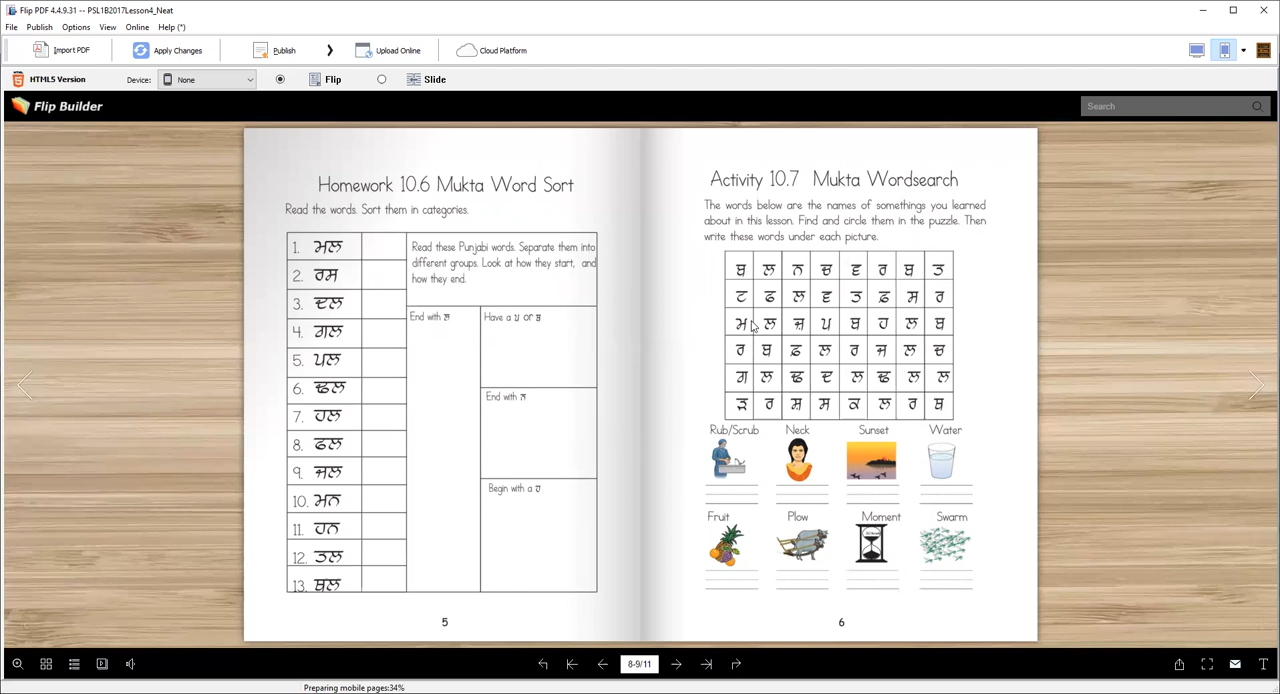 Flip PDF 4.4.9.31 -- PSL1B2017Lesson4_Neat
File Publish Options View Online Help (*)
Import PDF Apply Changes Publish Upload Online Cloud Platform
HTML5 Version Device: None Flip Slide
Flip Builder Search
Homework 10.6 Mukta Word Sort
Read the words. Sort them in categories.
1. ਮਲ
2. ਰਸ
3. ਦਲ
4. ਗਲ
5. ਪਲ
6. ਢਲ
7. ਹਲ
8. ਫਲ
9. ਜਲ
10. ਮਨ
11. ਹਨ
12. ਤਲ
13. ਥਲ
Read these Punjabi words. Separate them into
different groups. Look at how they start, and
how they end.
End with ਲ
Have a ਪ or ਬ
End with ਨ
Begin with a ਹ
5
Activity 10.7 Mukta Wordsearch
The words below are the names of somethings you learned
about in this lesson. Find and circle them in the puzzle. Then
write these words under each picture.
ਬ ਲ ਨ ਚ ਵ ਰ ਬ ਤ
ਟ ਫ ਲ ਵ ਤ ਫ਼ ਸ ਰ
ਮ ਲ ਜ਼ ਪ ਬ ਹ ਲ ਬ
ਰ ਬ ਫ਼ ਲ ਰ ਜ ਲ ਚ
ਗ ਲ ਢ ਦ ਲ ਢ ਲ ਲ
ੜ ਰ ਸ਼ ਸ ਕ ਲ ਰ ਥ
Rub/Scrub Neck Sunset Water
Fruit Plow Moment Swarm
6
8-9/11
Preparing mobile pages:34%